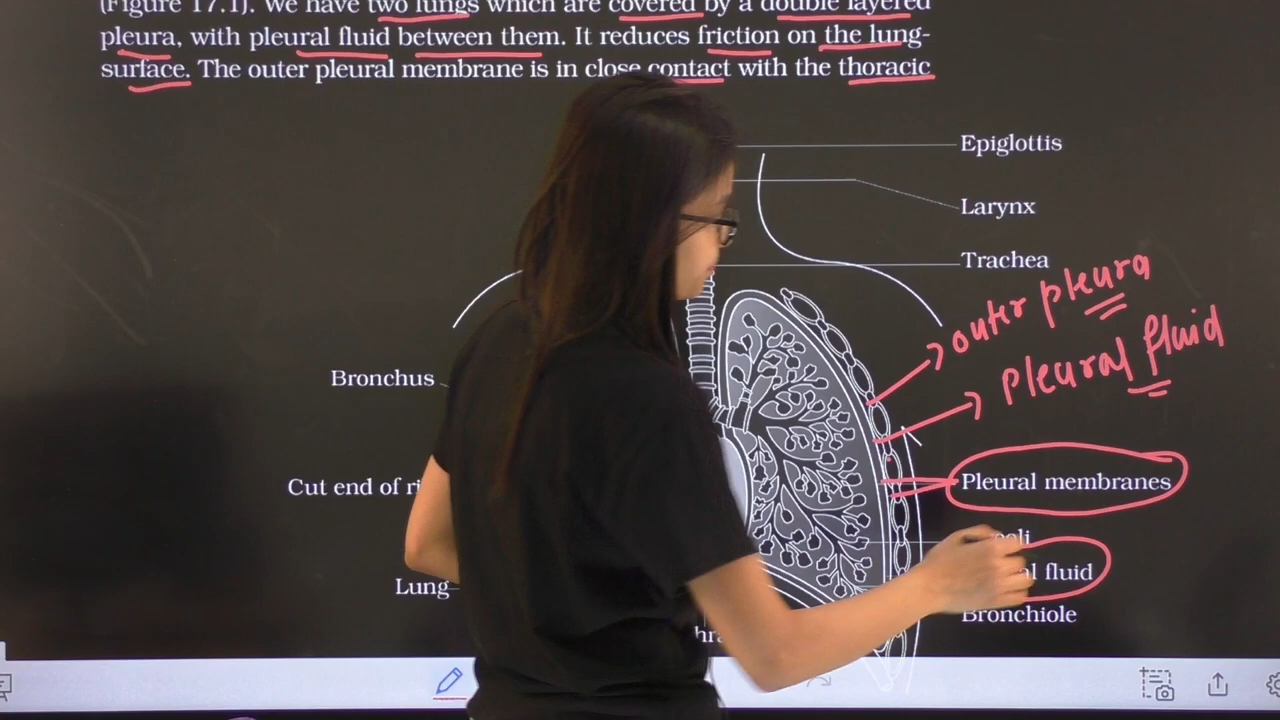 (Figure 17.1). We have two lungs which are covered by a double layered
pleura, with pleural fluid between them. It reduces friction on the lung-
surface. The outer pleural membrane is in close contact with the thoracic
Epiglottis
Larynx
Trachea
outer pleura
pleural fluid
Bronchus
Cut end of
Pleural membranes
Lung
fluid
Bronchiole